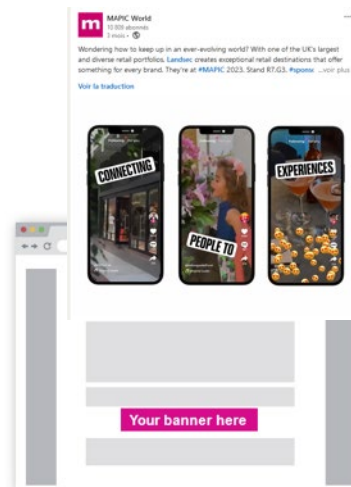 MAPIC World
10 808 abonnés
3 mois •
Wondering how to keep up in an ever-evolving world? With one of the UK's largest
and diverse retail portfolios, Landsec creates exceptional retail destinations that offer
something for every brand. They're at #MAPIC 2023. Stand R7.G3. #sponso ...voir plus
Voir la traduction
CONNECTING
PEOPLE TO
EXPERIENCES
Your banner here